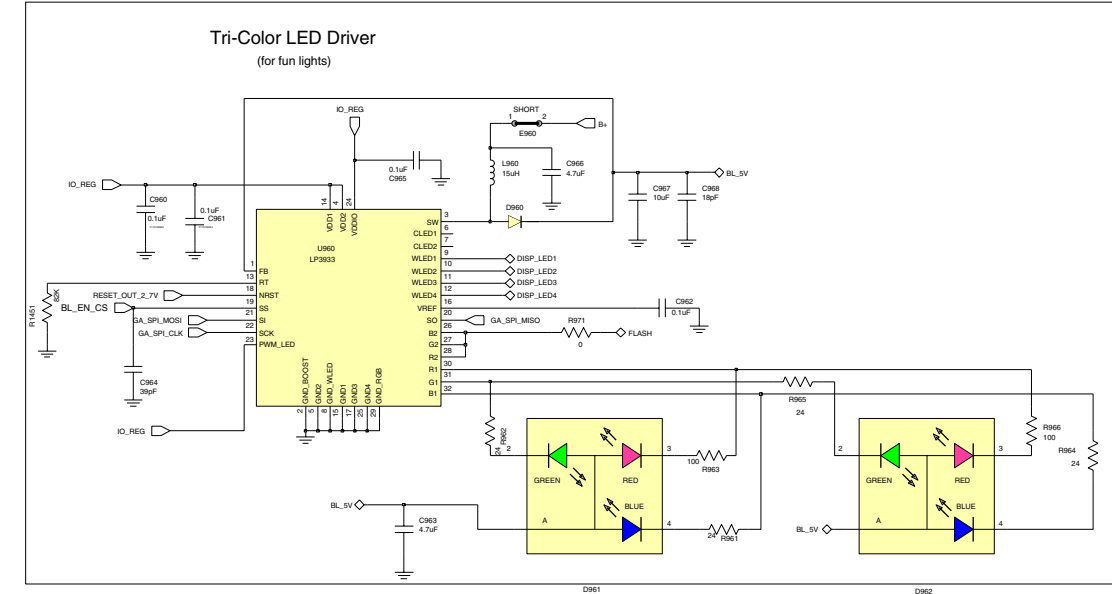 Tri-Color LED Driver
(for fun lights)
IO_REG
SHORT
1 2
E960
B+
0.1uF
C965
L960
15uH
C966
4.7uF
BL_5V
IO_REG
C960
0.1uF
0.1uF
C961
C967
10uF
C968
18pF
D960
14
4
24
VDD1
VDD2
VDDIO
U960
LP3933
SW 3
CLED1 6
CLED2 7
WLED1 9 DISP_LED1
WLED2 10 DISP_LED2
WLED3 11 DISP_LED3
WLED4 12 DISP_LED4
VREF 16
SO 20 GA_SPI_MISO
B2 26
G2 27
R2 28
R1 30
G1 31
B1 32
1 FB
13 RT
RESET_OUT_2_7V 18 NRST
BL_EN_CS 19 SS
GA_SPI_MOSI 21 SI
GA_SPI_CLK 22 SCK
23 PWM_LED
R1451
82K
C962
0.1uF
R971
0
FLASH
C964
39pF
GND_BOOST
GND2
GND_WLED
GND1
GND3
GND4
GND_RGB
2
5
8
15
17
25
29
IO_REG
R965
24
R962
24
2
GREEN
RED
3
100
R963
BLUE
A
4
24
R961
BL_5V
C963
4.7uF
D961
2
GREEN
RED
3
R966
100
R964
24
BLUE
A
4
BL_5V
D962